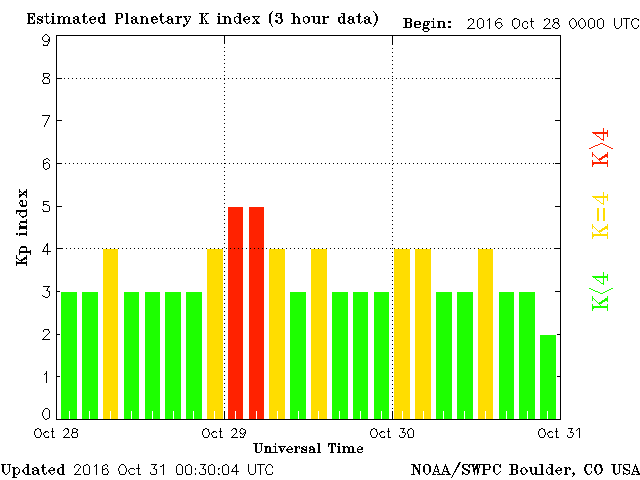 Estimated Planetary K index (3 hour data) Begin: 2016 Oct 28 0000 UTC
9
8
7
6
5
4
3
2
1
0
Kp index
K>4
K=4
K<4
Oct 28 Oct 29 Oct 30 Oct 31
Universal Time
Updated 2016 Oct 31 00:30:04 UTC NOAA/SWPC Boulder, CO USA